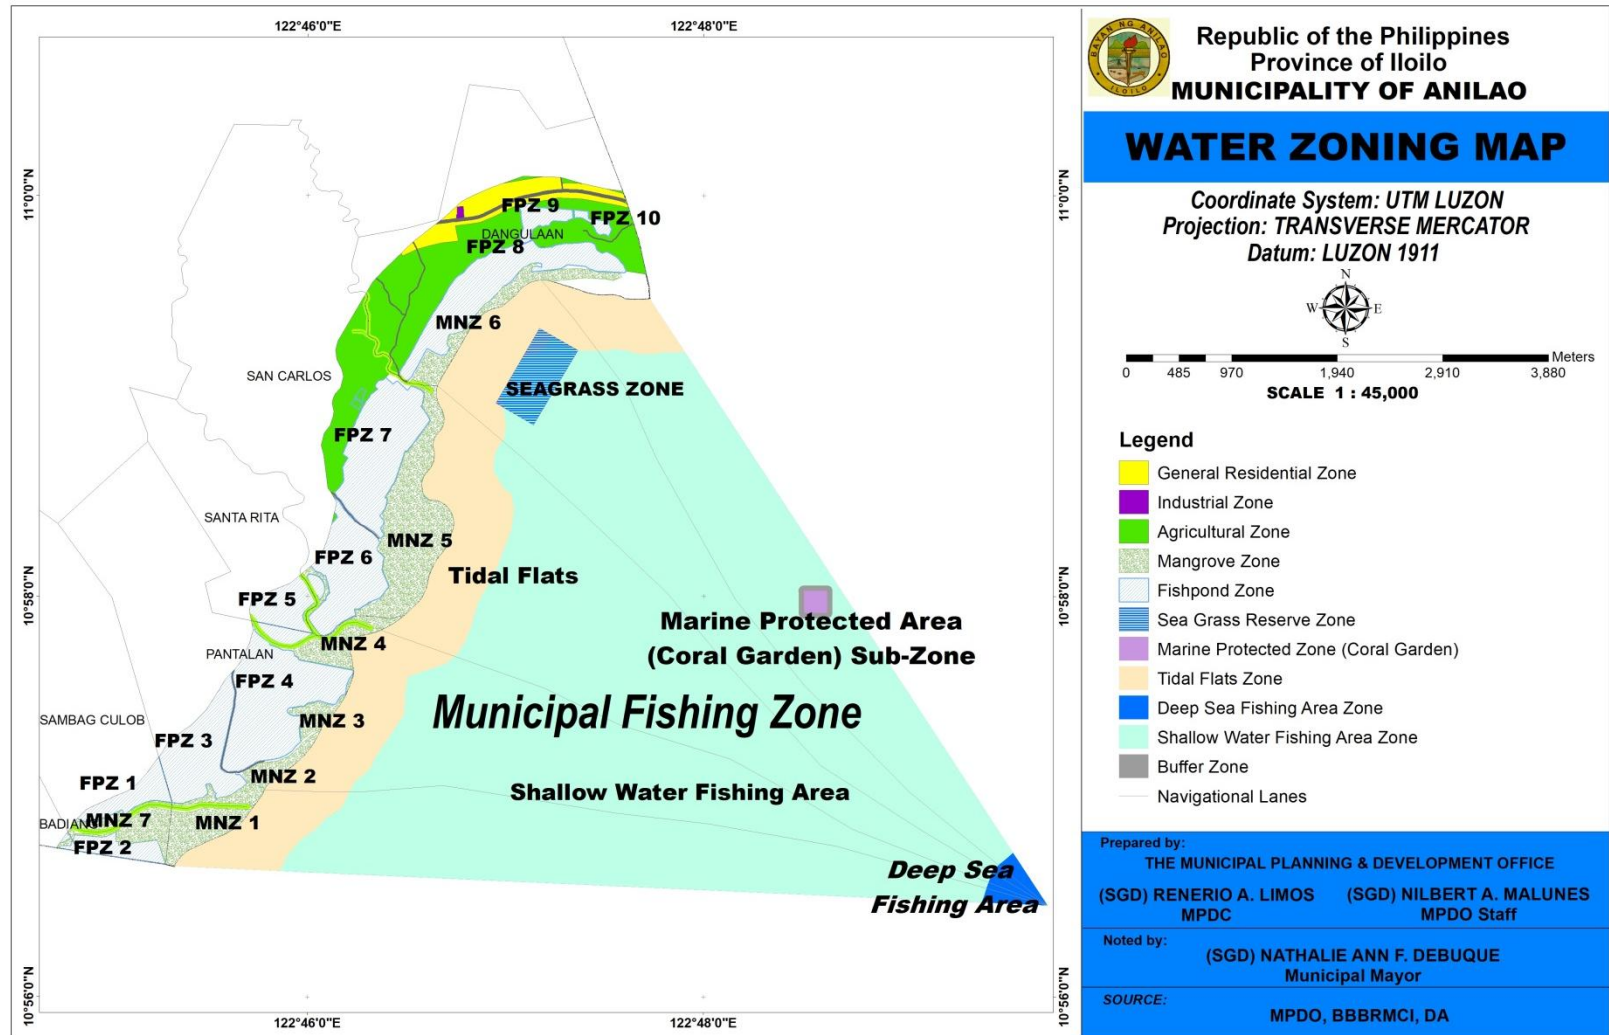 122°46'0"E
122°48'0"E
11°0'0"N
11°0'0"N
FPZ 9
FPZ 10
DANGULAAN
FPZ 8
MNZ 6
SAN CARLOS
SEAGRASS ZONE
FPZ 7
SANTA RITA
MNZ 5
FPZ 6
Tidal Flats
10°58'0"N
10°58'0"N
FPZ 5
Marine Protected Area
(Coral Garden) Sub-Zone
MNZ 4
PANTALAN
FPZ 4
Municipal Fishing Zone
SAMBAG CULOB
MNZ 3
FPZ 3
MNZ 2
FPZ 1
Shallow Water Fishing Area
BADIANG
MNZ 7
MNZ 1
FPZ 2
Deep Sea
Fishing Area
10°56'0"N
10°56'0"N
122°46'0"E
122°48'0"E
BAYAN NG ANILAO
ILOILO
Republic of the Philippines
Province of Iloilo
MUNICIPALITY OF ANILAO
WATER ZONING MAP
Coordinate System: UTM LUZON
Projection: TRANSVERSE MERCATOR
Datum: LUZON 1911
N
W E
S
Meters
0 485 970 1,940 2,910 3,880
SCALE 1 : 45,000
Legend
General Residential Zone
Industrial Zone
Agricultural Zone
Mangrove Zone
Fishpond Zone
Sea Grass Reserve Zone
Marine Protected Zone (Coral Garden)
Tidal Flats Zone
Deep Sea Fishing Area Zone
Shallow Water Fishing Area Zone
Buffer Zone
Navigational Lanes
Prepared by:
THE MUNICIPAL PLANNING & DEVELOPMENT OFFICE
(SGD) RENERIO A. LIMOS (SGD) NILBERT A. MALUNES
MPDC MPDO Staff
Noted by:
(SGD) NATHALIE ANN F. DEBUQUE
Municipal Mayor
SOURCE:
MPDO, BBBRMCI, DA